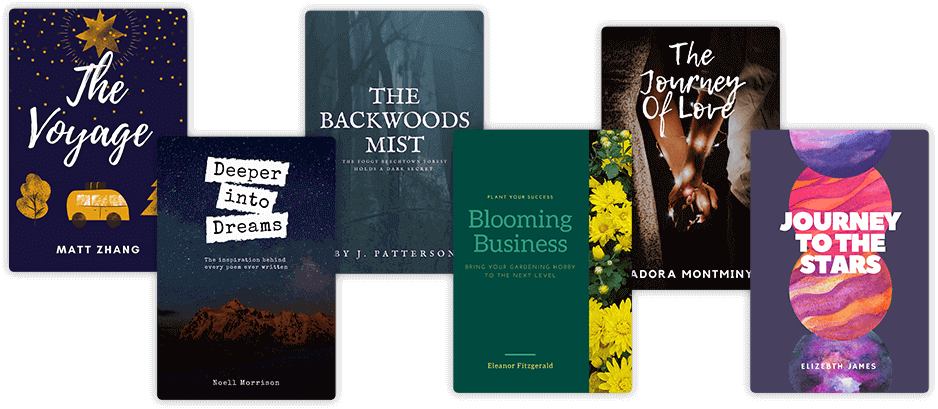 The
Voyage
MATT ZHANG
Deeper
into
Dreams
The inspiration behind
every poem ever written
Noell Morrison
THE
BACKWOODS
MIST
THE FOGGY BEECHTOWN FOREST
HOLDS A DARK SECRET
BY J. PATTERSON
PLANT YOUR SUCCESS
Blooming
Business
BRING YOUR GARDENING HOBBY
TO THE NEXT LEVEL
Eleanor Fitzgerald
The
Journey
Of Love
ADORA MONTMINY
JOURNEY
TO THE
STARS
ELIZEBTH JAMES